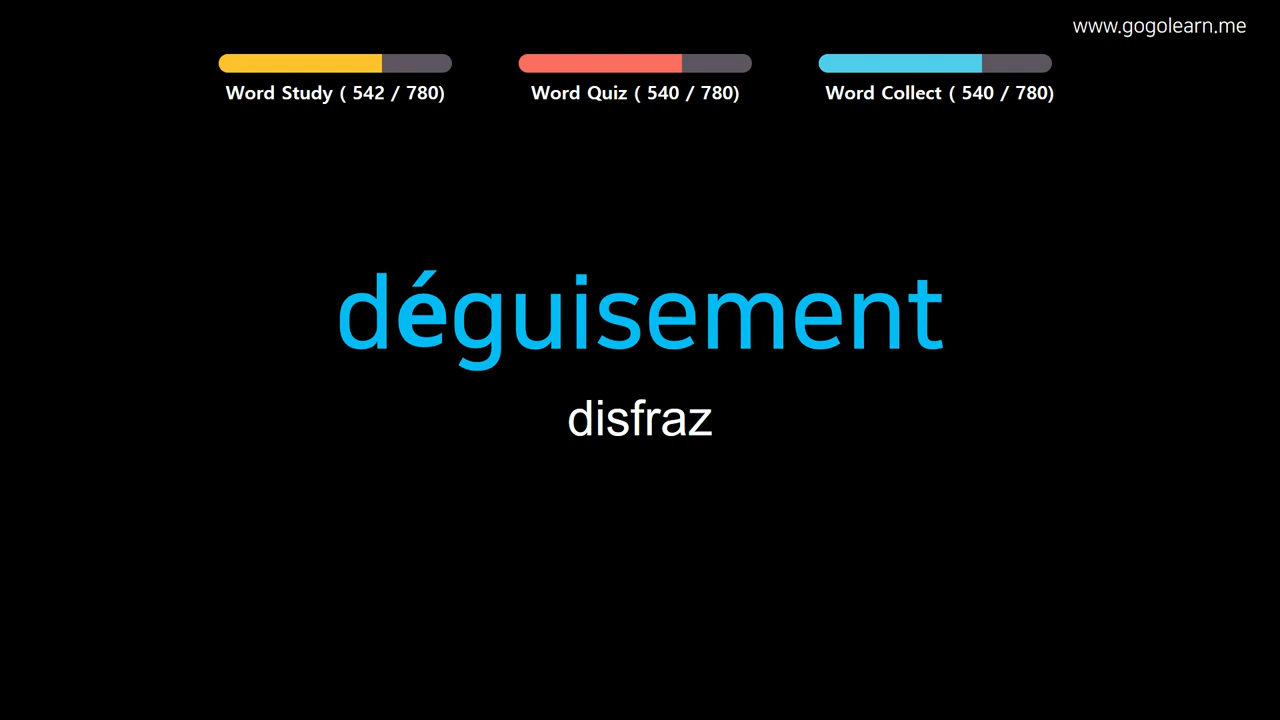 www.gogolearn.me
Word Study ( 542 / 780)
Word Quiz ( 540 / 780)
Word Collect ( 540 / 780)
déguisement
disfraz